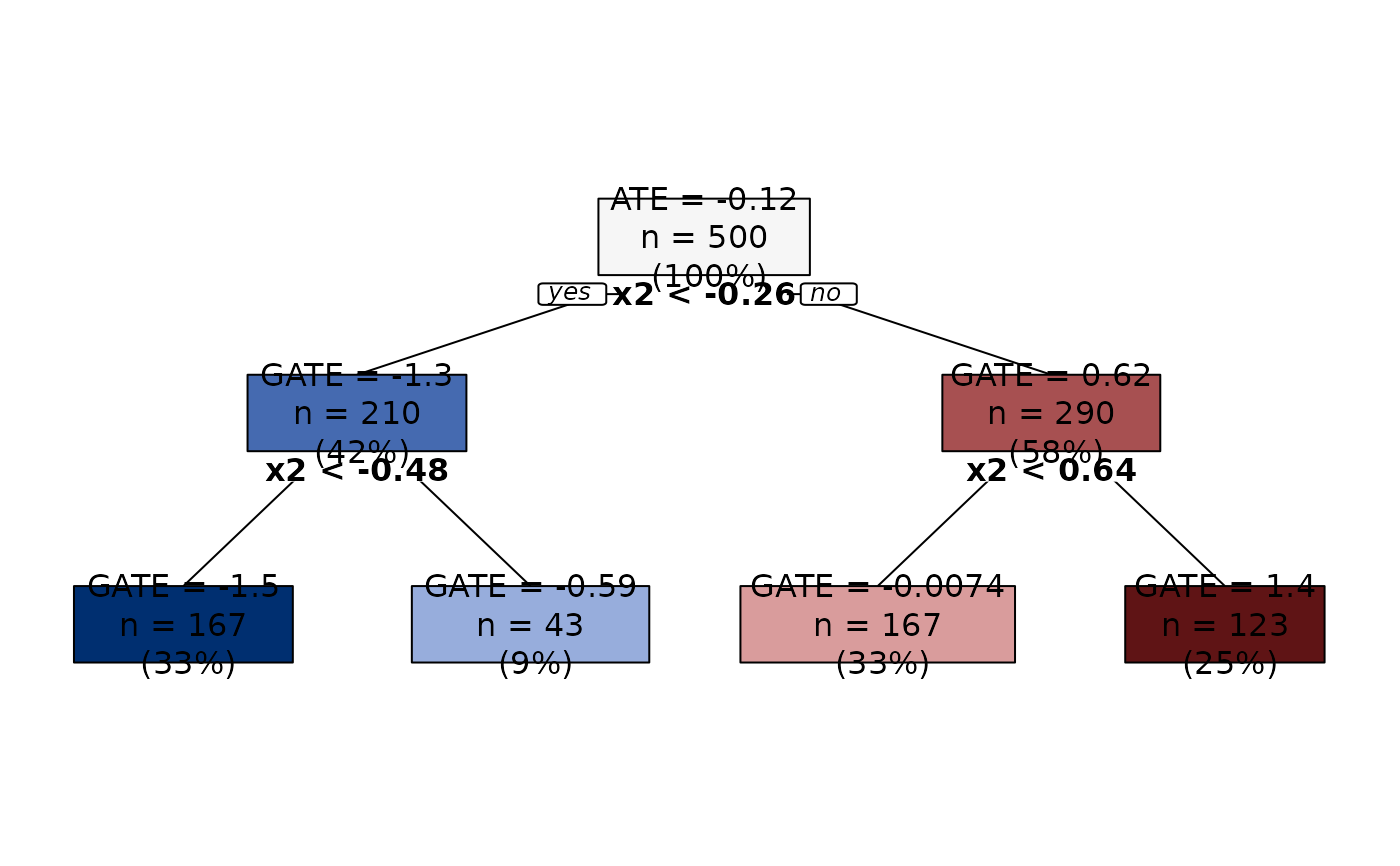 ATE = -0.12
n = 500
(100%)
yes x2 < -0.26 no
GATE = -1.3
n = 210
(42%)
x2 < -0.48
GATE = 0.62
n = 290
(58%)
x2 < 0.64
GATE = -1.5
n = 167
(33%)
GATE = -0.59
n = 43
(9%)
GATE = -0.0074
n = 167
(33%)
GATE = 1.4
n = 123
(25%)